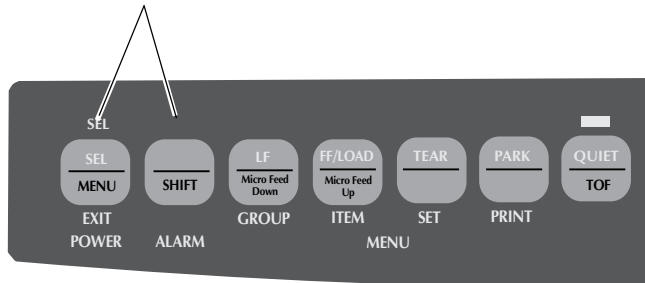 SEL
SEL LF FF/LOAD TEAR PARK QUIET
MENU SHIFT Micro Feed Down Micro Feed Up TOF
EXIT GROUP ITEM SET PRINT
POWER ALARM MENU